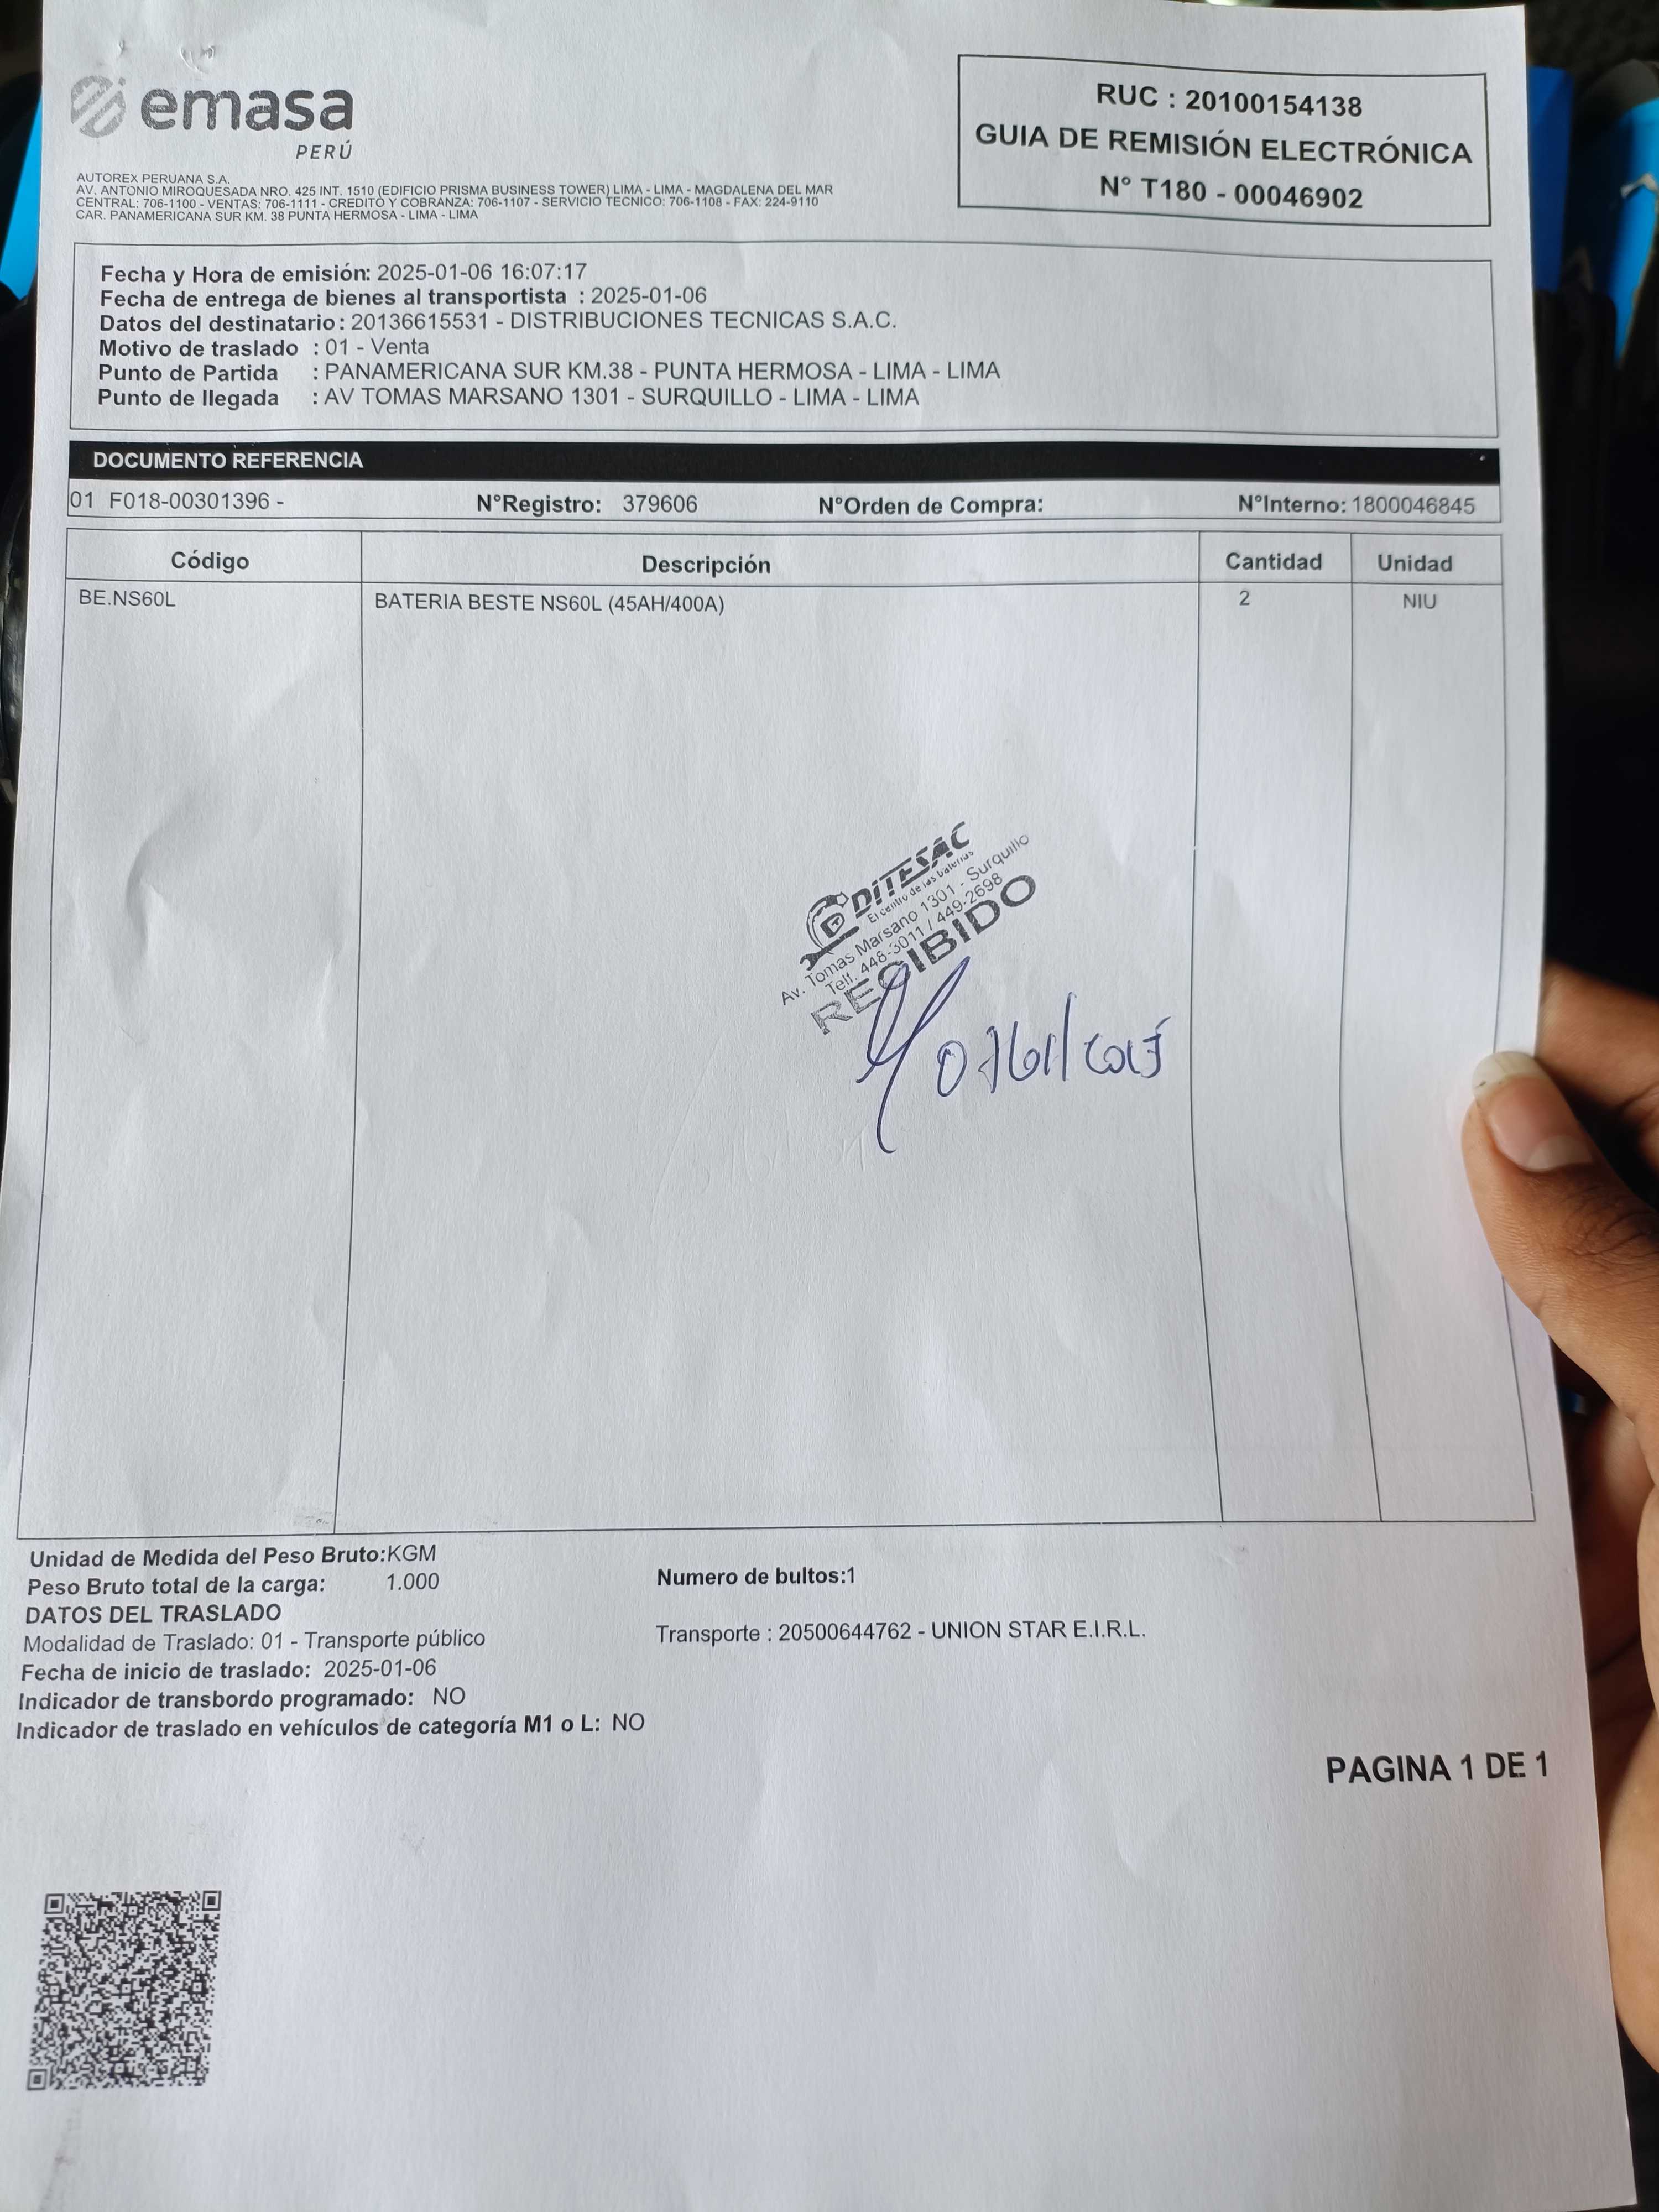 emasa
PERÚ
AUTOREX PERUANA S.A.
AV. ANTONIO MIROQUESADA NRO. 425 INT. 1510 (EDIFICIO PRISMA BUSINESS TOWER) LIMA - LIMA - MAGDALENA DEL MAR
CENTRAL: 706-1100 - VENTAS: 706-1111 - CREDITO Y COBRANZA: 706-1107 - SERVICIO TECNICO: 706-1108 - FAX: 224-9110
CAR. PANAMERICANA SUR KM. 38 PUNTA HERMOSA - LIMA - LIMA
RUC : 20100154138
GUIA DE REMISIÓN ELECTRÓNICA
N° T180 - 00046902
Fecha y Hora de emisión: 2025-01-06 16:07:17
Fecha de entrega de bienes al transportista : 2025-01-06
Datos del destinatario: 20136615531 - DISTRIBUCIONES TECNICAS S.A.C.
Motivo de traslado : 01 - Venta
Punto de Partida : PANAMERICANA SUR KM.38 - PUNTA HERMOSA - LIMA - LIMA
Punto de llegada : AV TOMAS MARSANO 1301 - SURQUILLO - LIMA - LIMA
DOCUMENTO REFERENCIA
01 F018-00301396 - N°Registro: 379606 N°Orden de Compra: N°Interno: 1800046845
Código Descripción Cantidad Unidad
BE.NS60L BATERIA BESTE NS60L (45AH/400A) 2 NIU
DITESAC
El centro de las baterías
Av. Tomas Marsano 1301 - Surquillo
Telf. 448-3011 / 449-2698
RECIBIDO
Unidad de Medida del Peso Bruto:KGM
Peso Bruto total de la carga: 1.000
Numero de bultos:1
DATOS DEL TRASLADO
Modalidad de Traslado: 01 - Transporte público
Transporte : 20500644762 - UNION STAR E.I.R.L.
Fecha de inicio de traslado: 2025-01-06
Indicador de transbordo programado: NO
Indicador de traslado en vehículos de categoría M1 o L: NO
PAGINA 1 DE 1